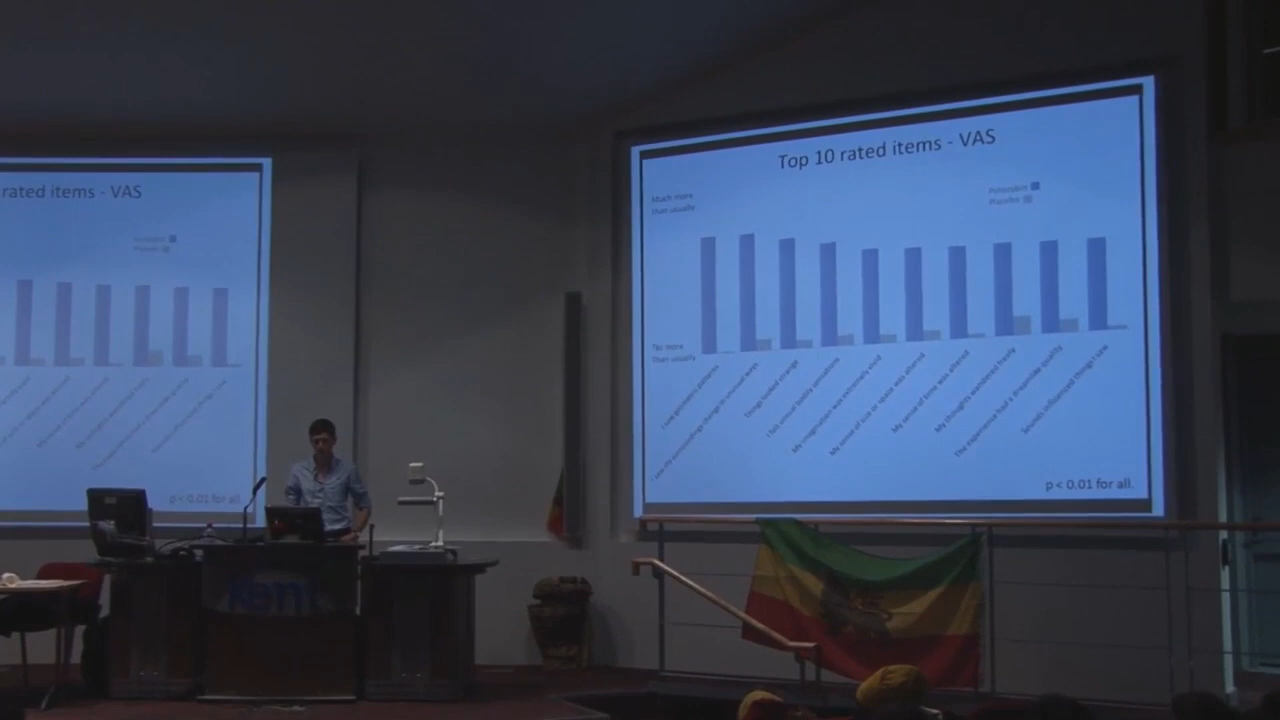 rated items - VAS
p < 0.01 for all.
Kent
Top 10 rated items - VAS
Much more
than usually
Psilocybin
Placebo
No more
Than usually
I saw geometric patterns
I saw my surroundings change in unusual ways
Things looked strange
I felt unusual bodily sensations
My imagination was extremely vivid
My sense of size or space was altered
My sense of time was altered
My thoughts wandered freely
The experience had a dreamlike quality
Sounds influenced things I saw
p < 0.01 for all.